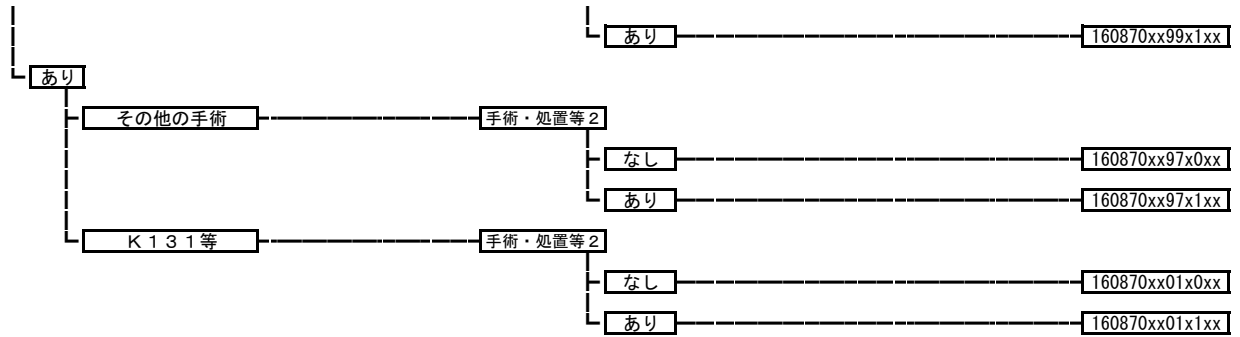 あり 160870xx99x1xx
あり
その他の手術 手術・処置等2
なし 160870xx97x0xx
あり 160870xx97x1xx
K131等 手術・処置等2
なし 160870xx01x0xx
あり 160870xx01x1xx